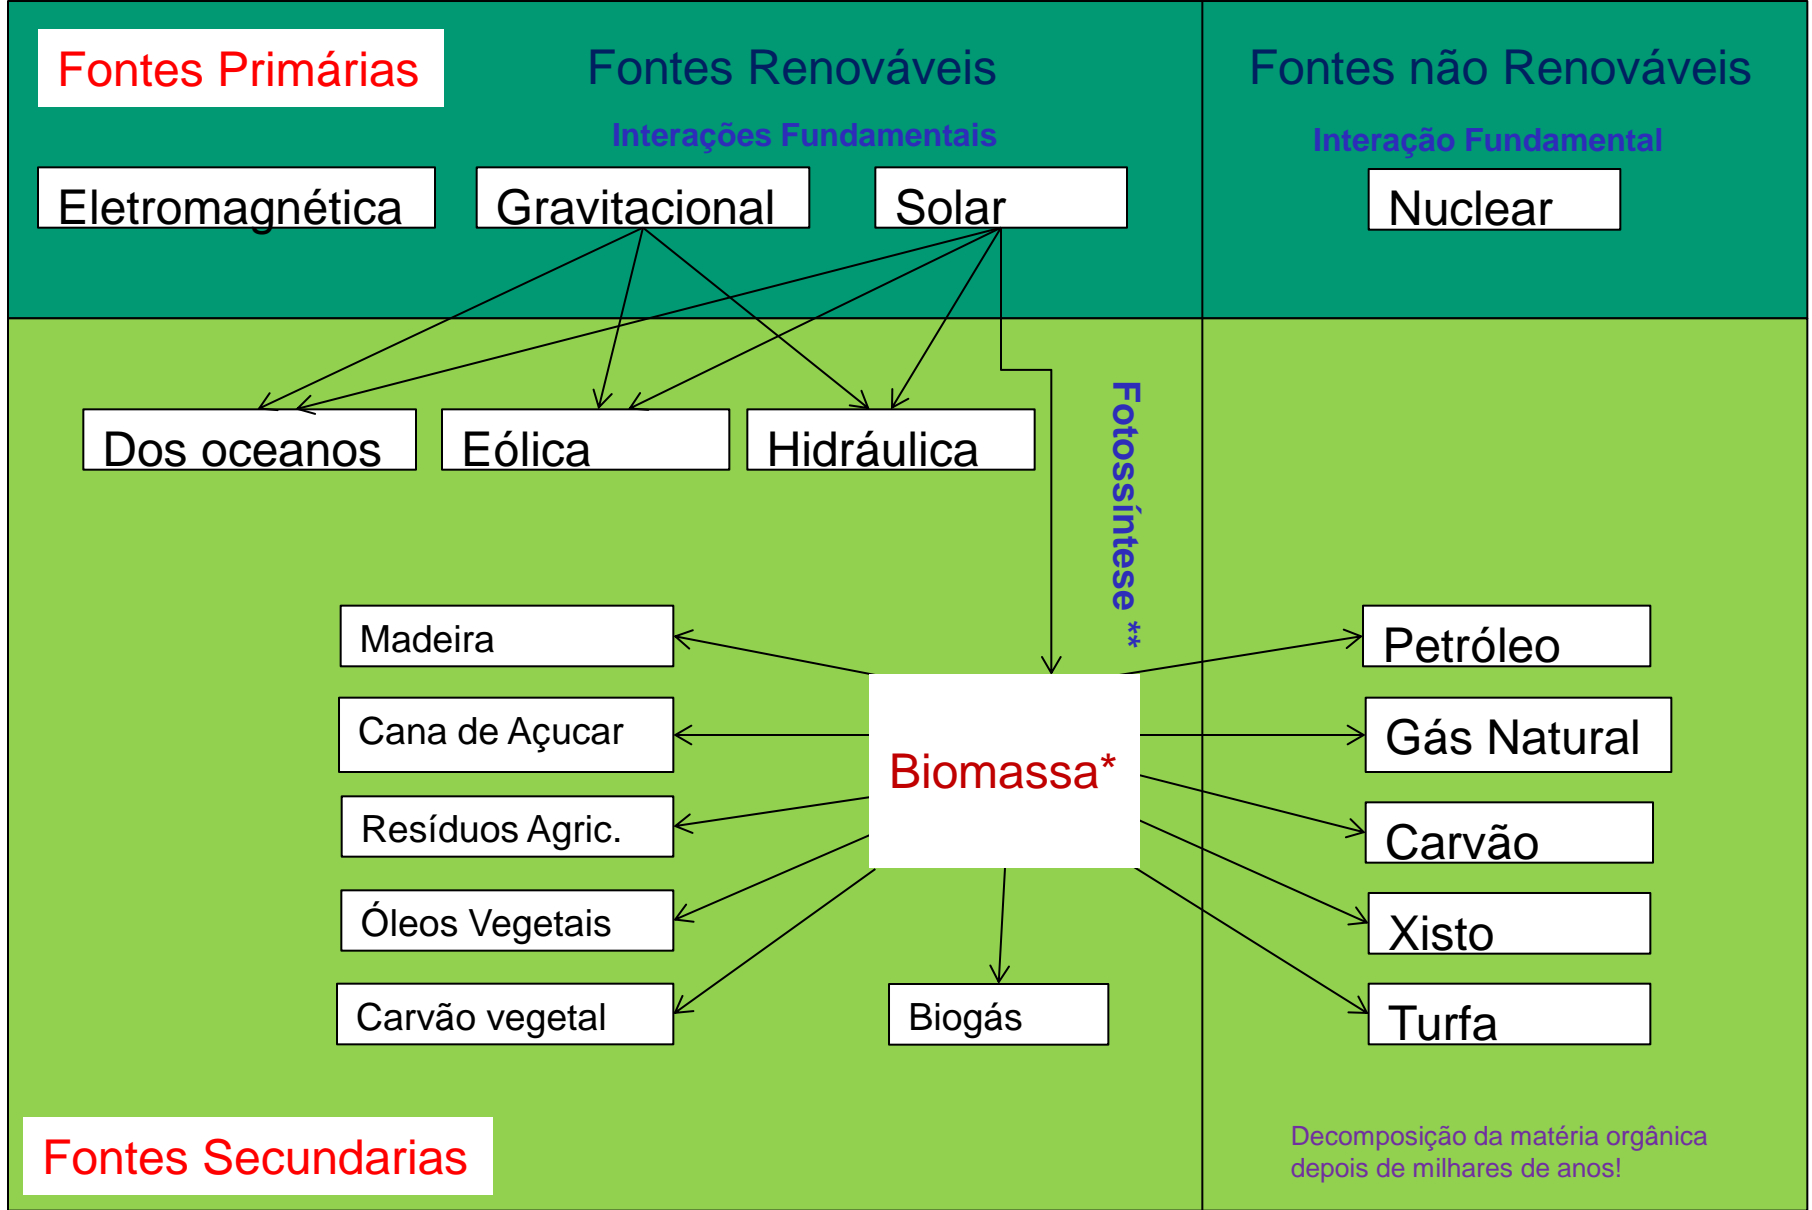 Fontes Primárias
Fontes Renováveis
Fontes não Renováveis
Interações Fundamentais
Interação Fundamental
Eletromagnética
Gravitacional
Solar
Nuclear
Dos oceanos
Eólica
Hidráulica
Fotossíntese **
Madeira
Cana de Açucar
Resíduos Agric.
Óleos Vegetais
Carvão vegetal
Biomassa*
Biogás
Petróleo
Gás Natural
Carvão
Xisto
Turfa
Fontes Secundarias
Decomposição da matéria orgânica
depois de milhares de anos!